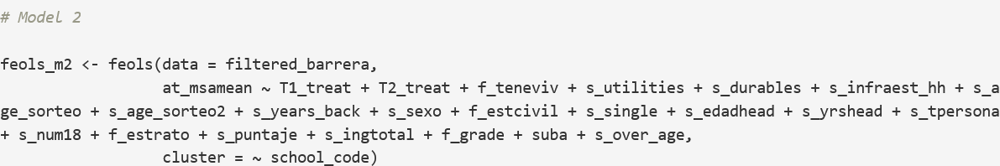 # Model 2
feols_m2 <- feols(data = filtered_barrera,
at_msamean ~ T1_treat + T2_treat + f_teneviv + s_utilities + s_durables + s_infraest_hh + s_a
ge_sorteo + s_age_sorteo2 + s_years_back + s_sexo + f_estcivil + s_single + s_edadhead + s_yrshead + s_tpersona
+ s_num18 + f_estrato + s_puntaje + s_ingtotal + f_grade + suba + s_over_age,
cluster = ~ school_code)